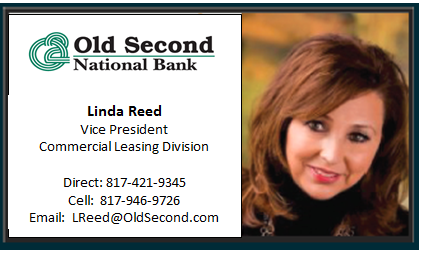 Old Second
National Bank
Linda Reed
Vice President
Commercial Leasing Division
Direct: 817-421-9345
Cell: 817-946-9726
Email: LReed@OldSecond.com